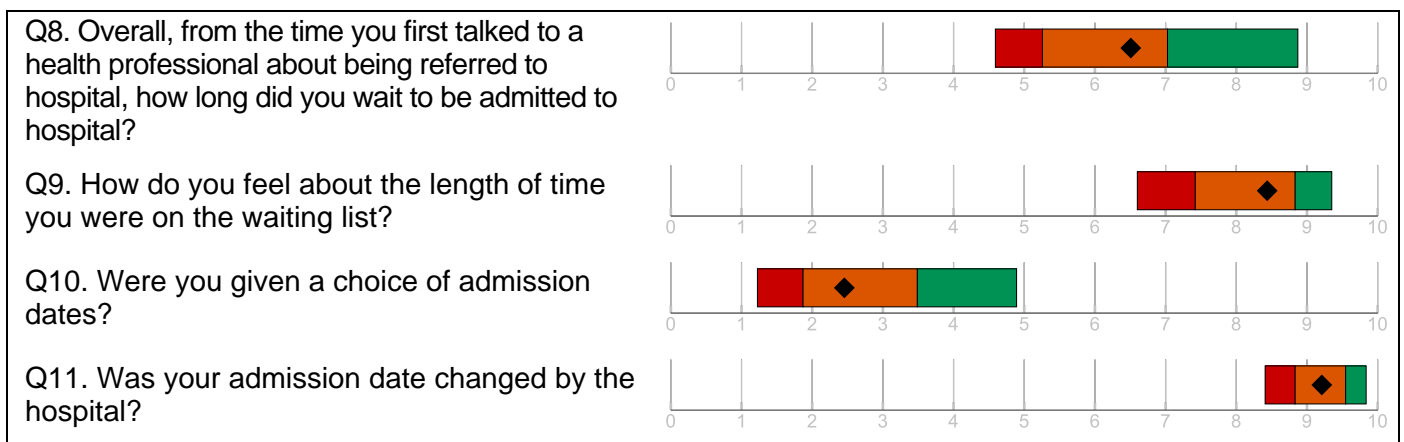 Q8. Overall, from the time you first talked to a
health professional about being referred to
hospital, how long did you wait to be admitted to
hospital?
0 1 2 3 4 5 6 7 8 9 10
Q9. How do you feel about the length of time
you were on the waiting list?
0 1 2 3 4 5 6 7 8 9 10
Q10. Were you given a choice of admission
dates?
0 1 2 3 4 5 6 7 8 9 10
Q11. Was your admission date changed by the
hospital?
0 1 2 3 4 5 6 7 8 9 10